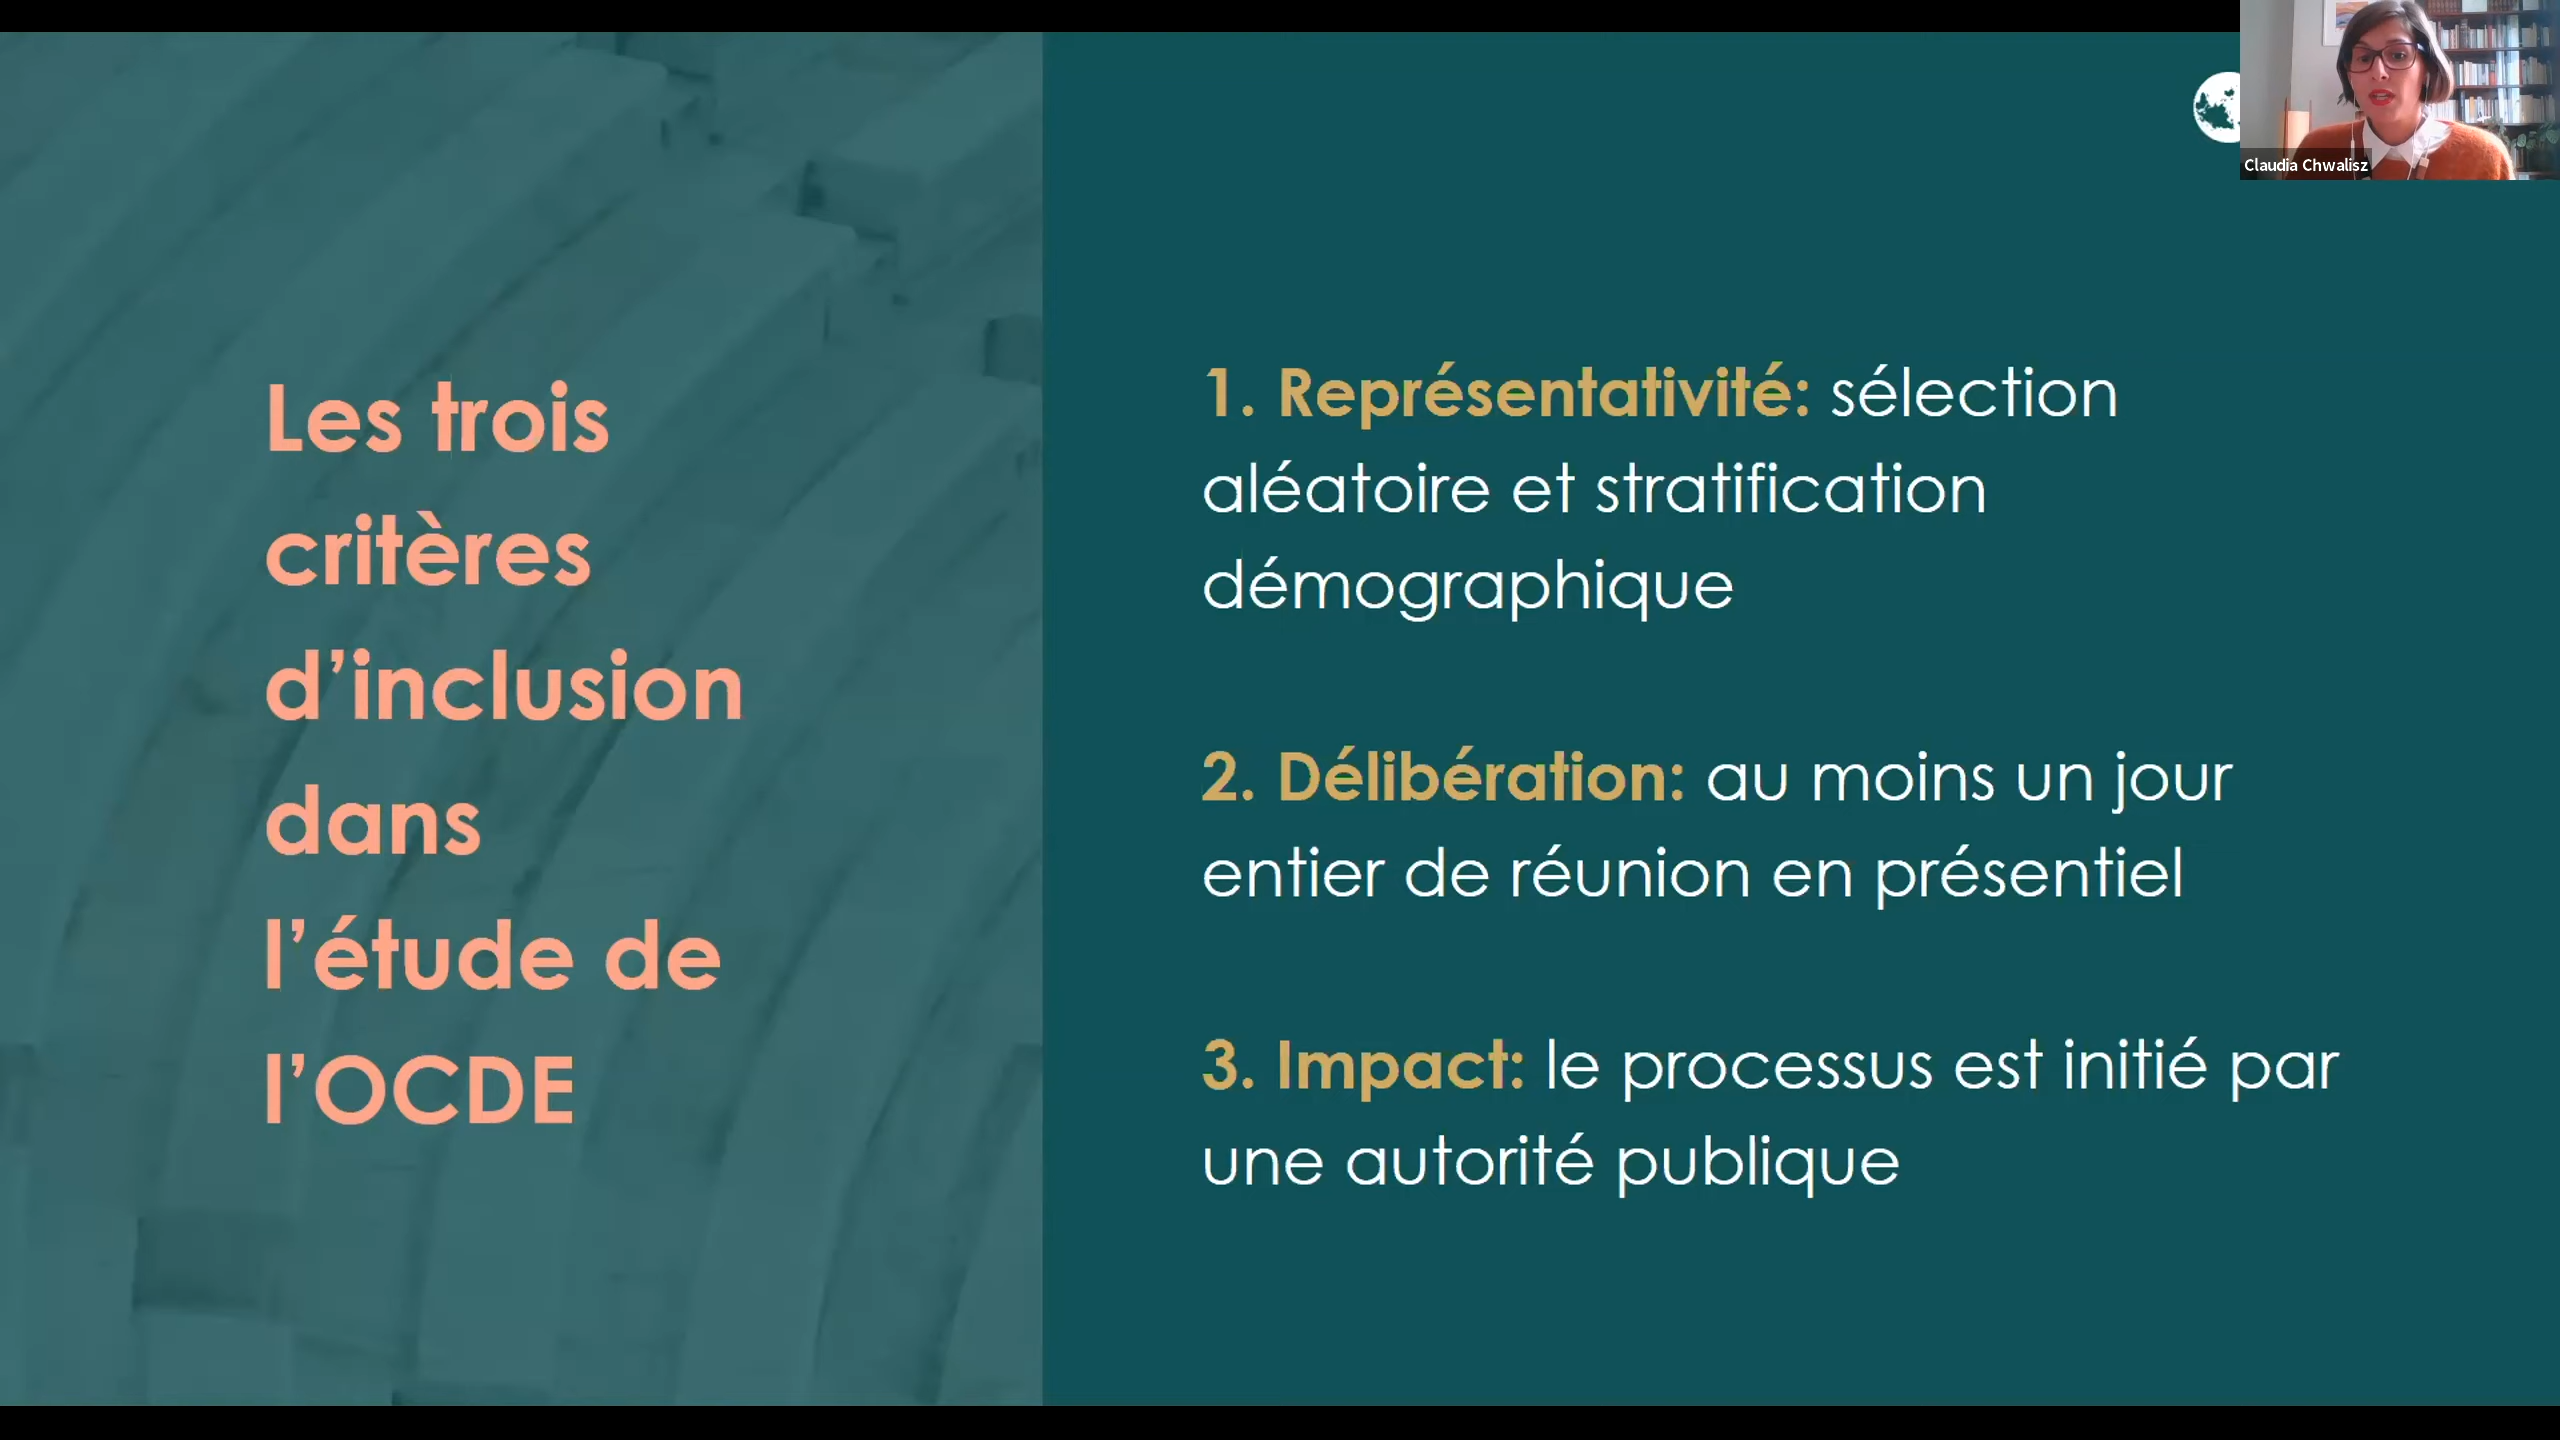 Claudia Chwalisz
Les trois
critères
d’inclusion
dans
l’étude de
l’OCDE
1. Représentativité: sélection
aléatoire et stratification
démographique
2. Délibération: au moins un jour
entier de réunion en présentiel
3. Impact: le processus est initié par
une autorité publique